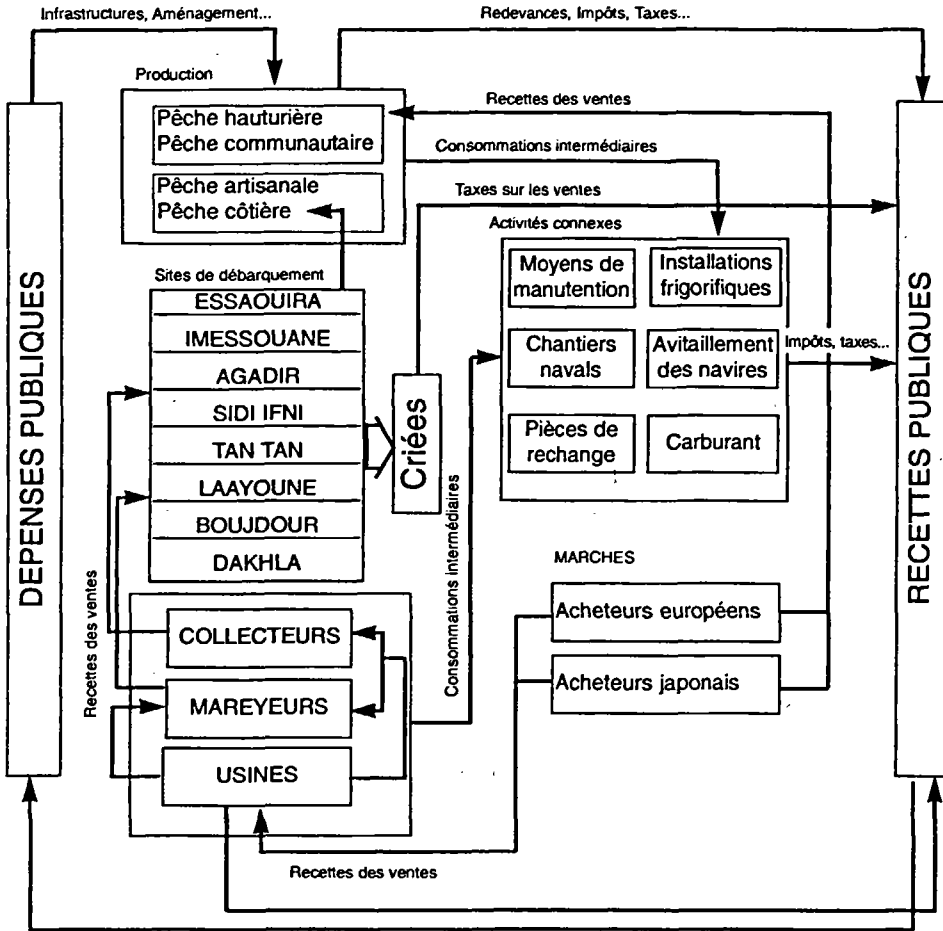 Infrastructures, Aménagement...
Redevances, Impôts, Taxes...
Production
Pêche hauturière
Pêche communautaire
Pêche artisanale
Pêche côtière
Recettes des ventes
Consommations intermédiaires
Taxes sur les ventes
Activités connexes
Moyens de
manutention
Installations
frigorifiques
Chantiers
navals
Avitaillement
des navires
Pièces de
rechange
Carburant
Impôts, taxes...
DEPENSES PUBLIQUES
Sites de débarquement
ESSAOUIRA
IMESSOUANE
AGADIR
SIDI IFNI
TAN TAN
LAAYOUNE
BOUJDOUR
DAKHLA
Criées
Consommations intermédiaires
RECETTES PUBLIQUES
MARCHES
Acheteurs européens
Acheteurs japonais
Recettes des ventes
COLLECTEURS
MAREYEURS
USINES
Recettes des ventes